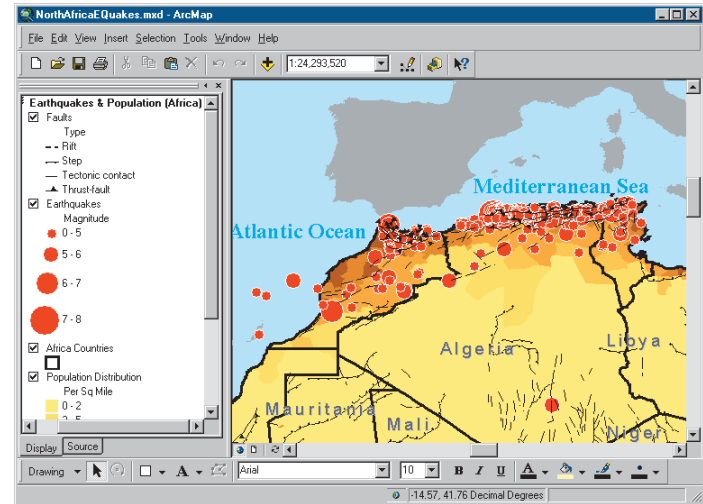 NorthAfricaEQuakes.mxd - ArcMap
File Edit View Insert Selection Tools Window Help
1:24,293,520
Earthquakes & Population (Africa)
Faults
Type
Rift
Step
Tectonic contact
Thrust-fault
Earthquakes
Magnitude
0 - 5
5 - 6
6 - 7
7 - 8
Africa Countries
Population Distribution
Per Sq Mile
0 - 2
Display Source
Mediterranean Sea
Atlantic Ocean
Algeria
Libya
Mauritania
Mali
Niger
Drawing A Arial 10 B I U A
-14.57, 41.76 Decimal Degrees